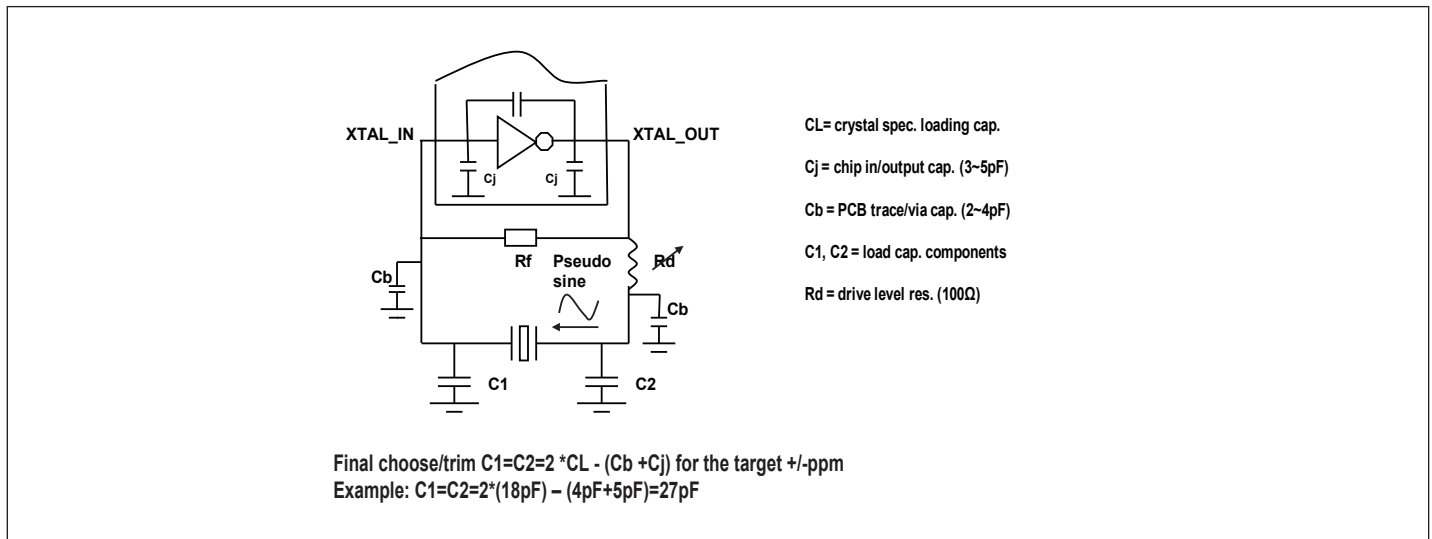 XTAL_IN
XTAL_OUT
Cj
Cj
Rf
Pseudo
sine
Rd
Cb
Cb
C1
C2
CL= crystal spec. loading cap.
Cj = chip in/output cap. (3~5pF)
Cb = PCB trace/via cap. (2~4pF)
C1, C2 = load cap. components
Rd = drive level res. (100Ω)
Final choose/trim C1=C2=2 *CL - (Cb +Cj) for the target +/-ppm
Example: C1=C2=2*(18pF) – (4pF+5pF)=27pF